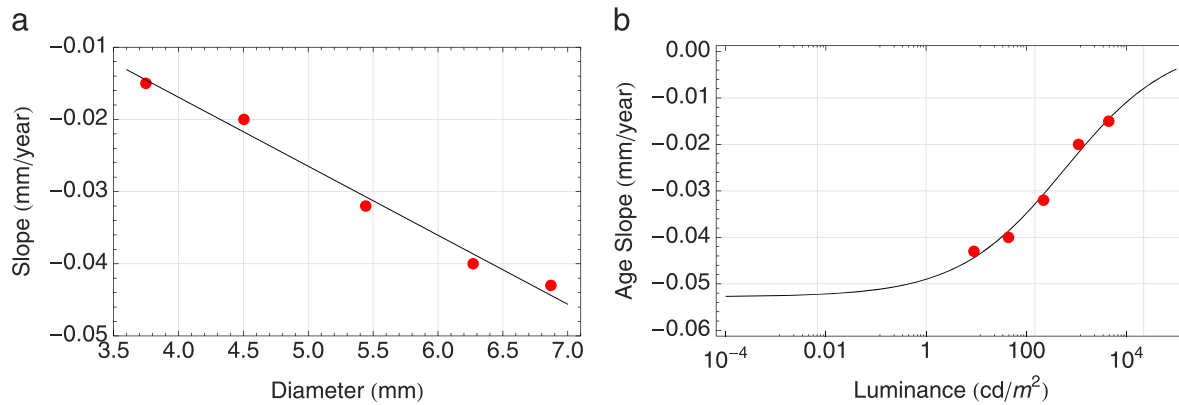 a
−0.01
−0.02
−0.03
−0.04
−0.05
Slope (mm/year)
3.5 4.0 4.5 5.0 5.5 6.0 6.5 7.0
Diameter (mm)
b
0.00
−0.01
−0.02
−0.03
−0.04
−0.05
−0.06
Age Slope (mm/year)
10⁻⁴ 0.01 1 100 10⁴
Luminance (cd/m²)